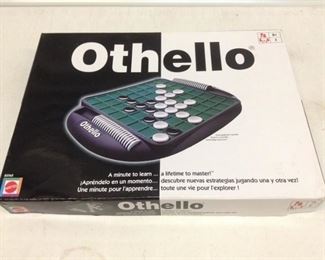 Othello
Othello
A minute to learn ... a lifetime to master!™
¡Apréndelo en un momento... descubre nuevas estrategias jugando una y otra vez!
Une minute pour l'apprendre... toute une vie pour l'explorer !
Othello